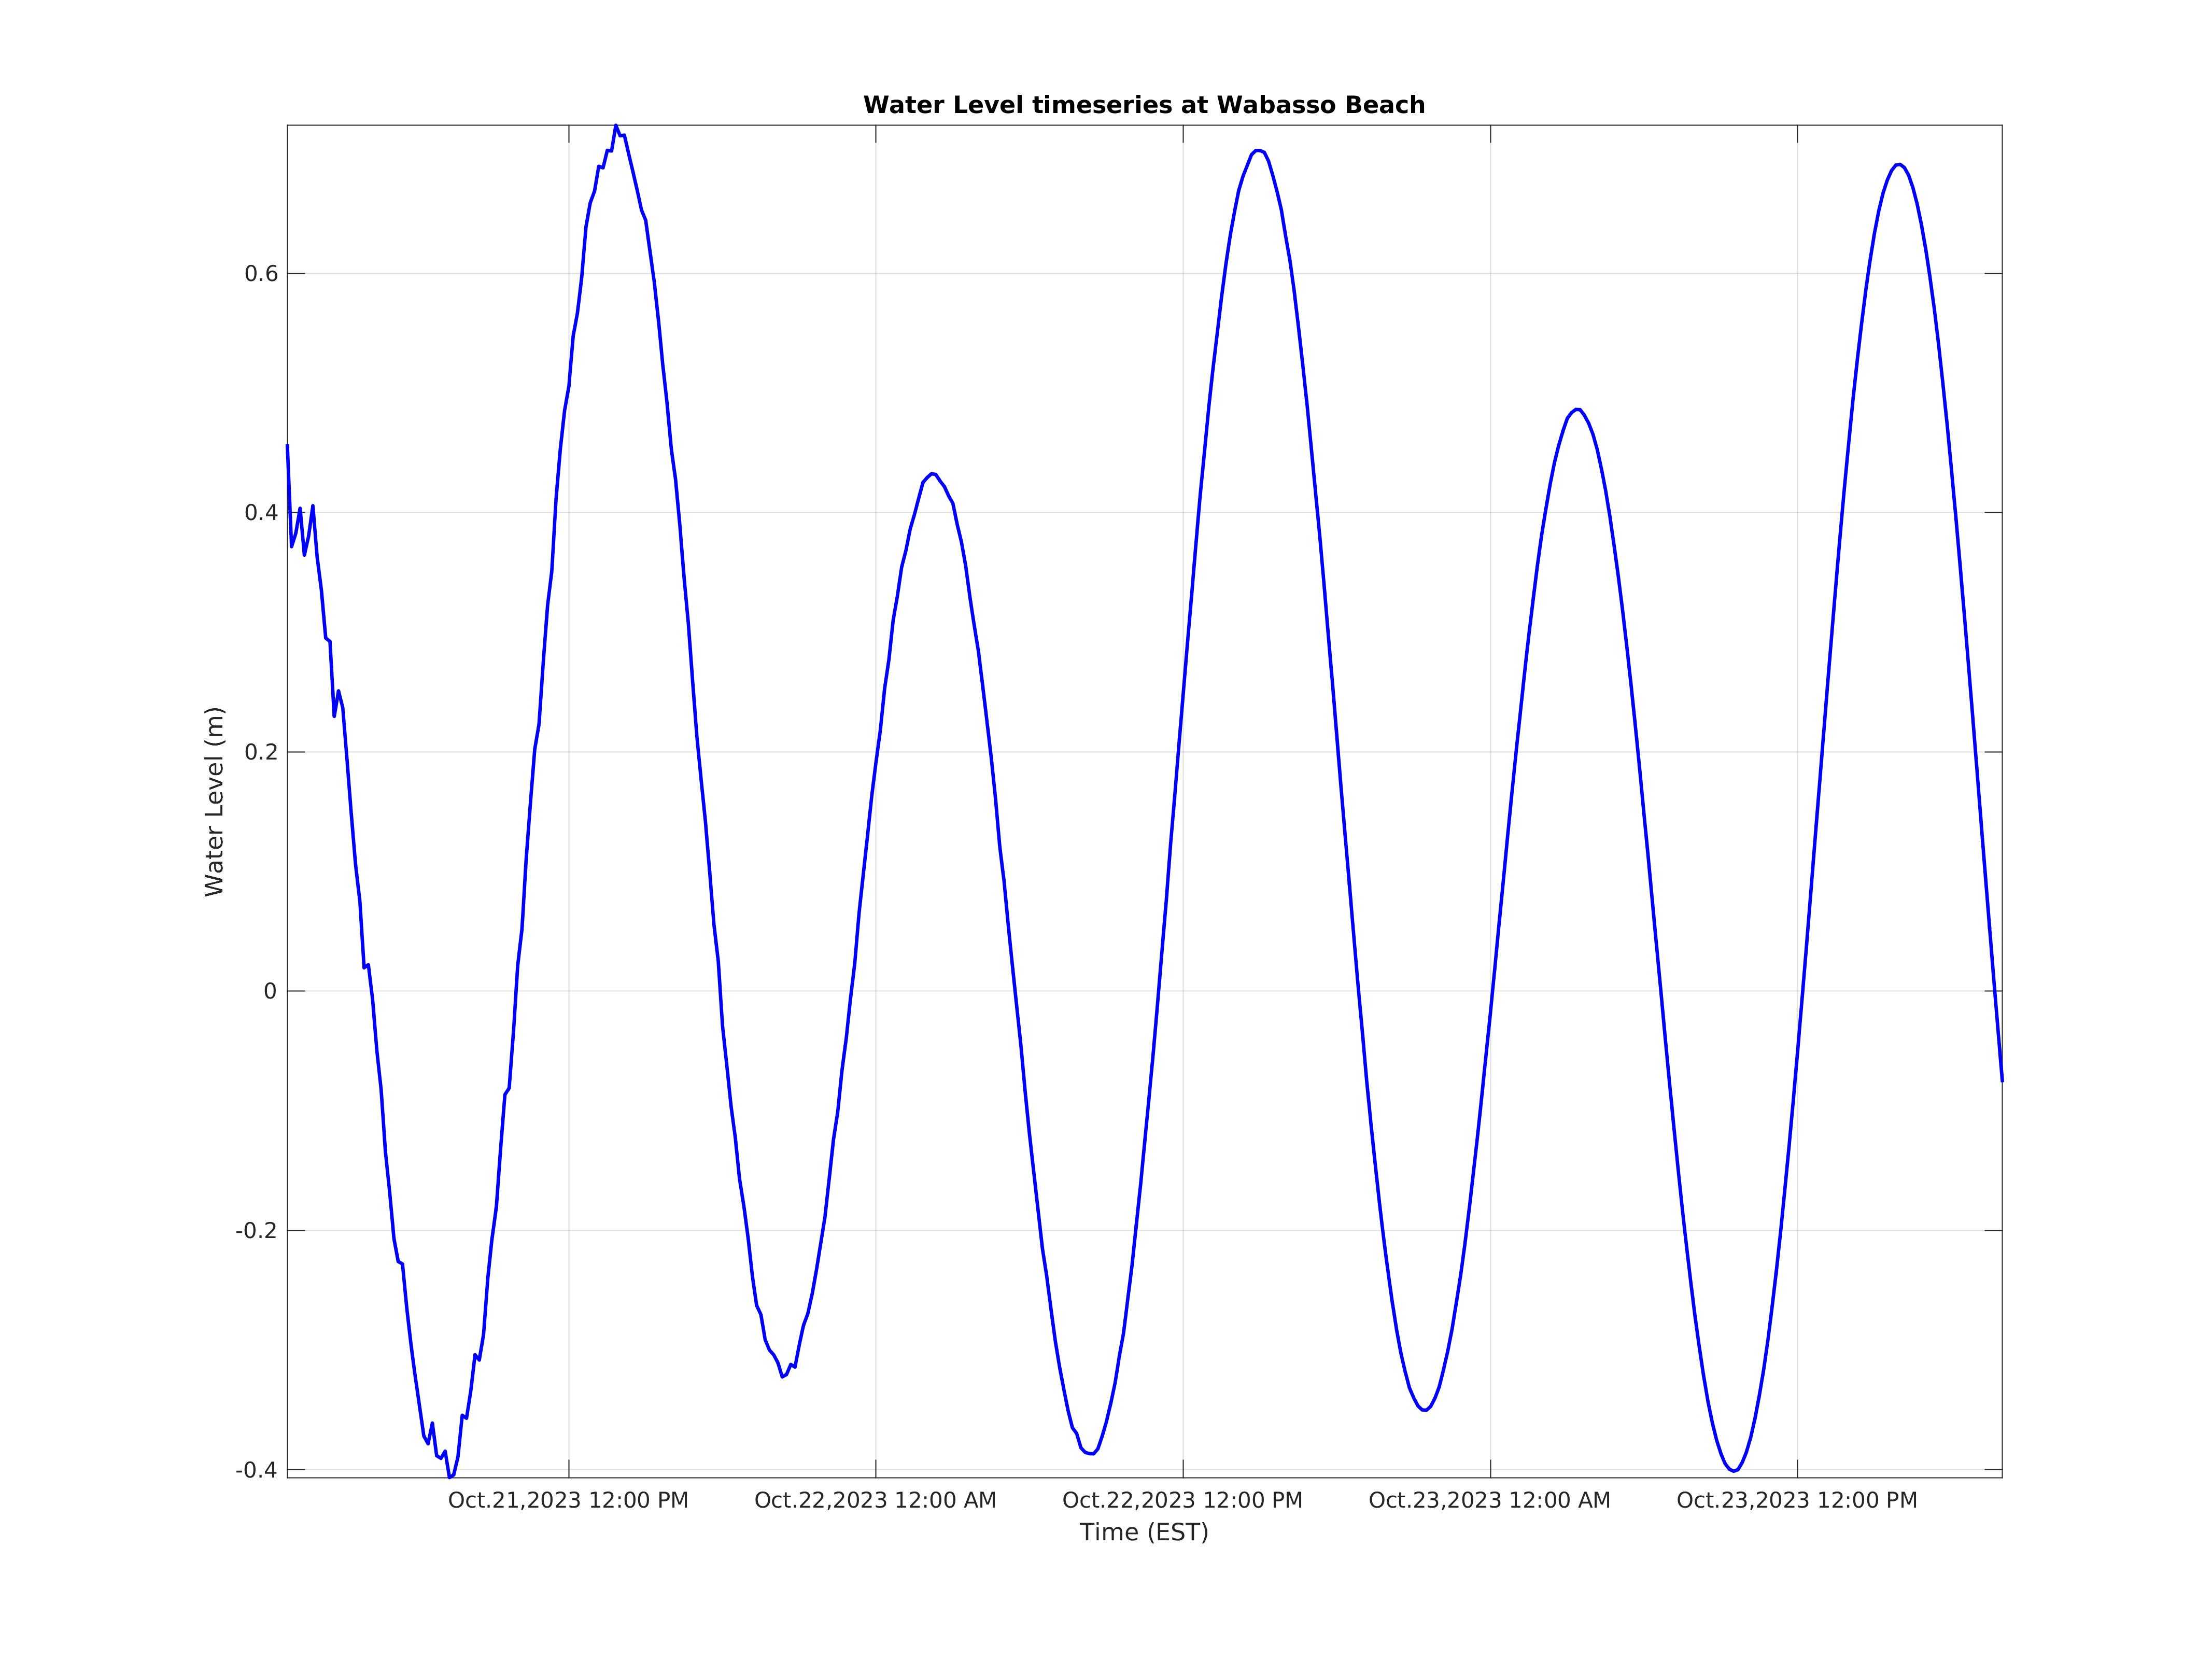 Water Level timeseries at Wabasso Beach
0.6
0.4
0.2
0
-0.2
-0.4
Water Level (m)
Oct.21,2023 12:00 PM
Oct.22,2023 12:00 AM
Oct.22,2023 12:00 PM
Oct.23,2023 12:00 AM
Oct.23,2023 12:00 PM
Time (EST)